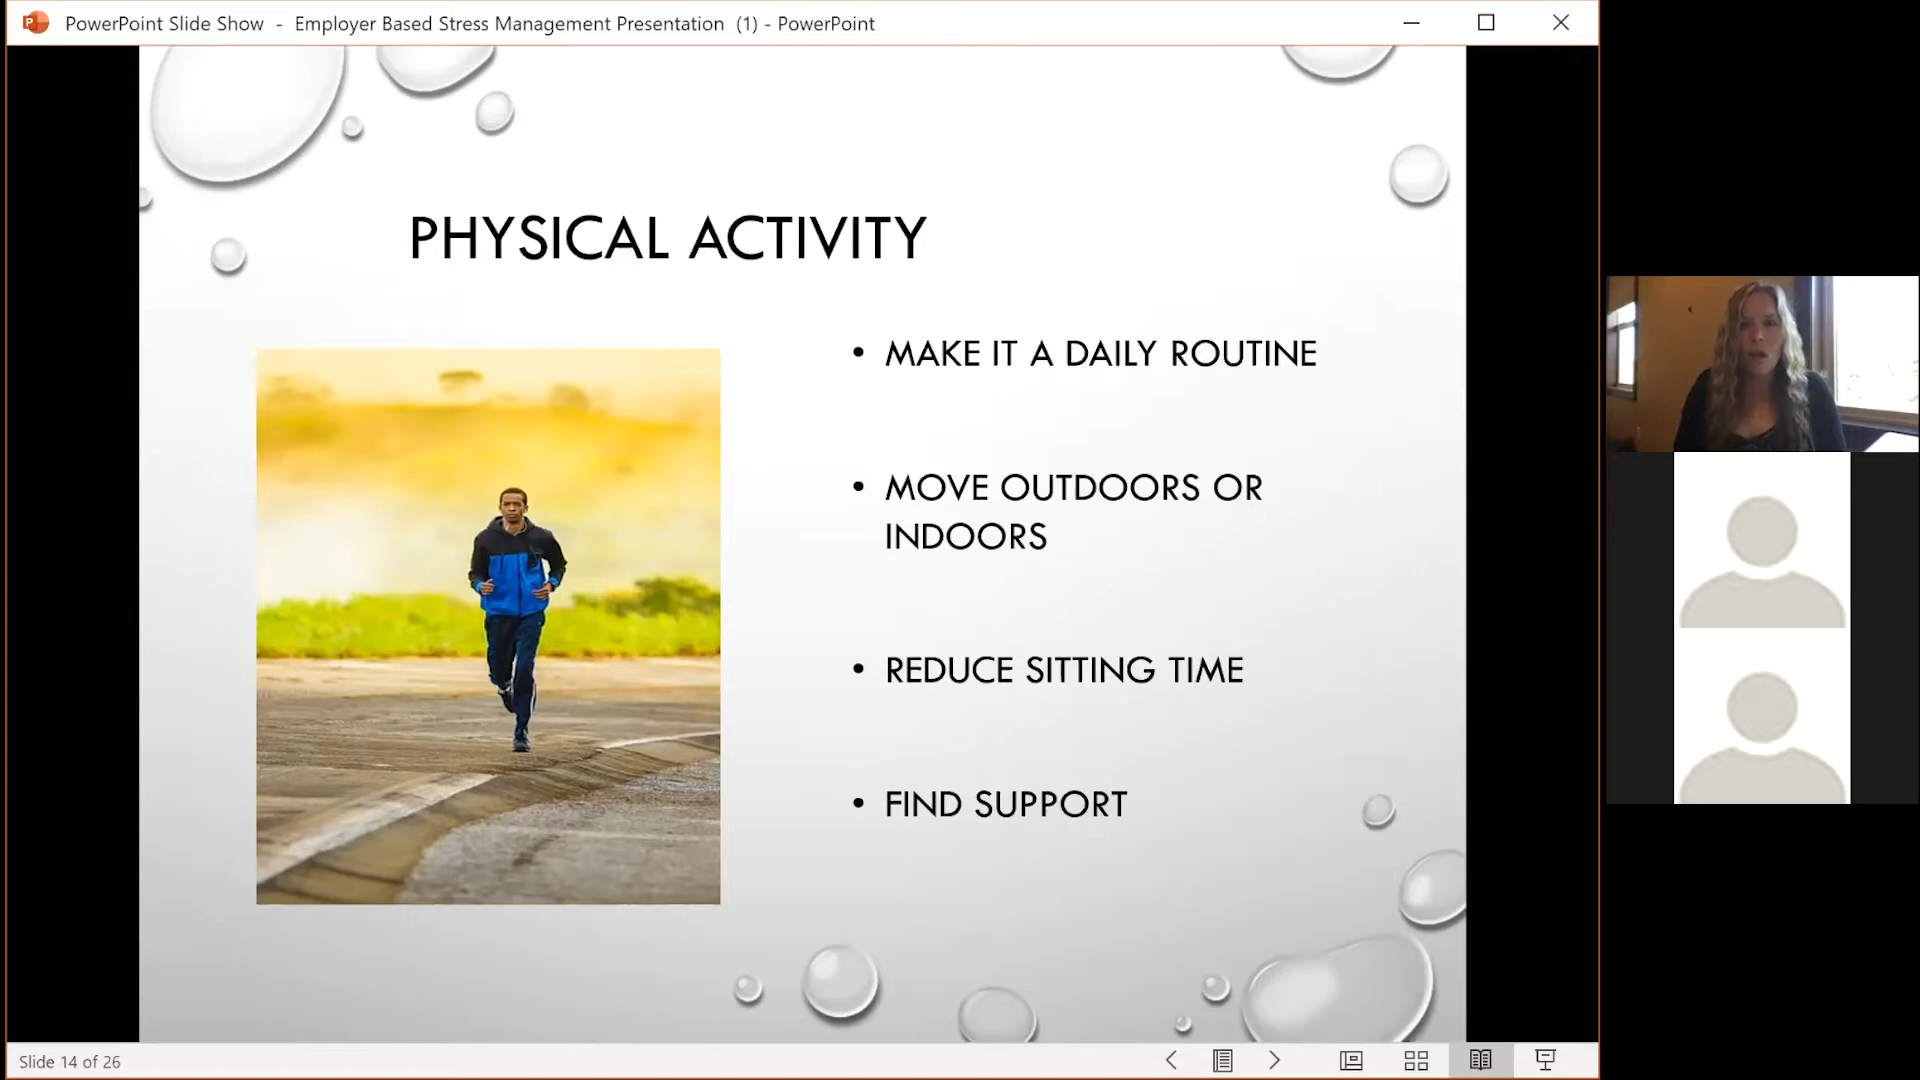 PowerPoint Slide Show - Employer Based Stress Management Presentation (1) - PowerPoint
PHYSICAL ACTIVITY
• MAKE IT A DAILY ROUTINE
• MOVE OUTDOORS OR
INDOORS
• REDUCE SITTING TIME
• FIND SUPPORT
Slide 14 of 26